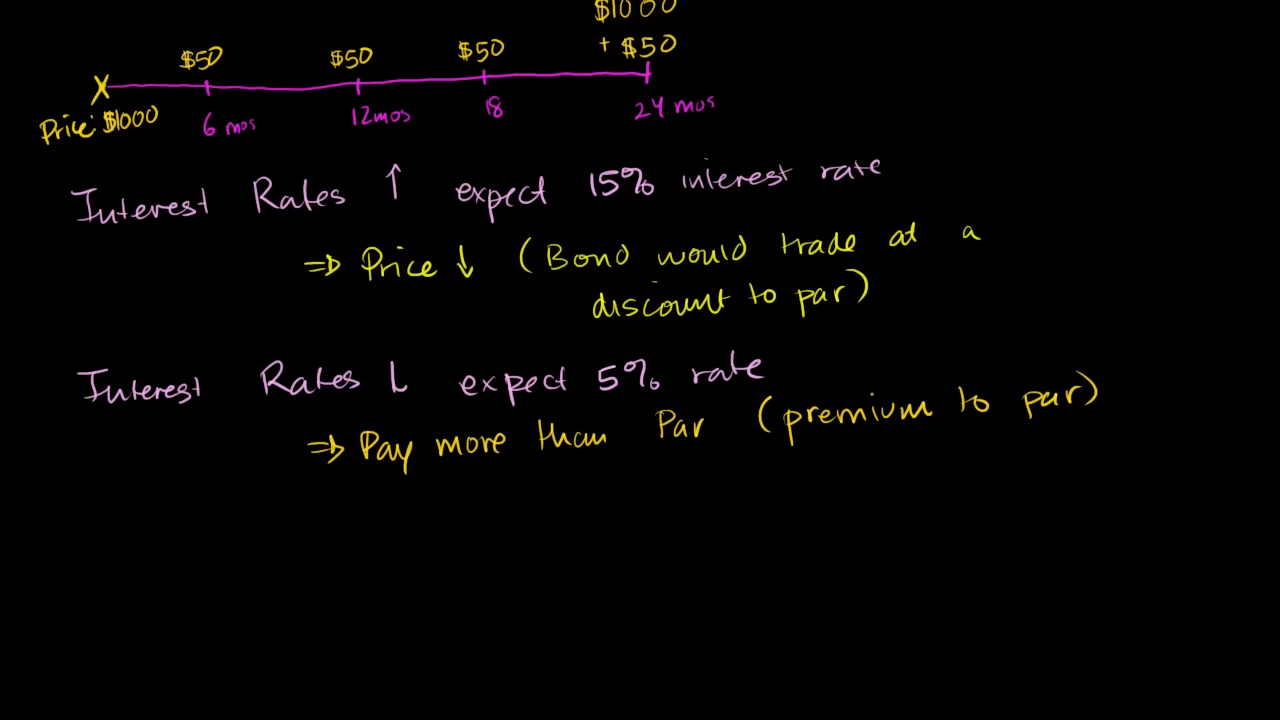 $1000
$50 $50 $50 + $50
Price: $1000 6 mos 12mos 18 24 mos
Interest Rates ↑ expect 15% interest rate
⇒ Price ↓ (Bond would trade at a
discount to par)
Interest Rates ↓ expect 5% rate
⇒ Pay more than Par (premium to par)